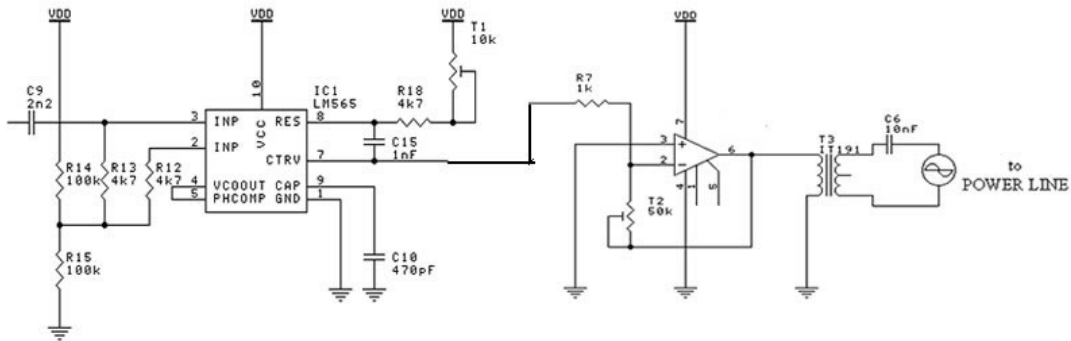 VDD
VDD
VDD
VDD
T1
10k
C9
2n2
10
IC1
LM565
R18
4k7
R7
1k
3
INP
VCC
RES
8
2
INP
C15
1nF
CTRV
7
R14
100k
R13
4k7
R12
4k7
4
VCOOUT
CAP
9
5
PHCOMP
GND
1
R15
100k
C10
470pF
7
3
+
2
-
6
4
1
5
T2
50k
T3
IT191
C6
10nF
to
POWER LINE